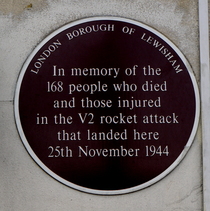 LONDON BOROUGH OF LEWISHAM
In memory of the
168 people who died
and those injured
in the V2 rocket attack
that landed here
25th November 1944